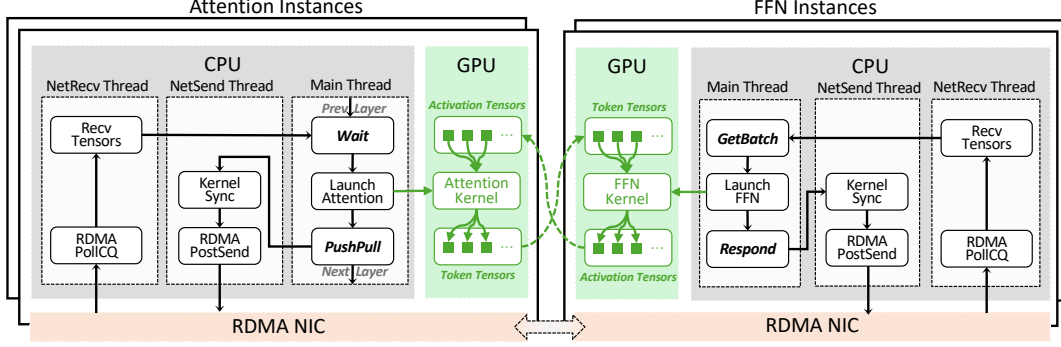 Attention Instances
CPU
NetRecv Thread
NetSend Thread
Main Thread
Prev Layer
Recv
Tensors
Wait
Kernel
Sync
Launch
Attention
RDMA
PollCQ
RDMA
PostSend
PushPull
Next Layer
GPU
Activation Tensors
...
Attention
Kernel
...
Token Tensors
RDMA NIC
FFN Instances
GPU
Token Tensors
...
FFN
Kernel
...
Activation Tensors
CPU
Main Thread
NetSend Thread
NetRecv Thread
GetBatch
Recv
Tensors
Launch
FFN
Kernel
Sync
Respond
RDMA
PostSend
RDMA
PollCQ
RDMA NIC